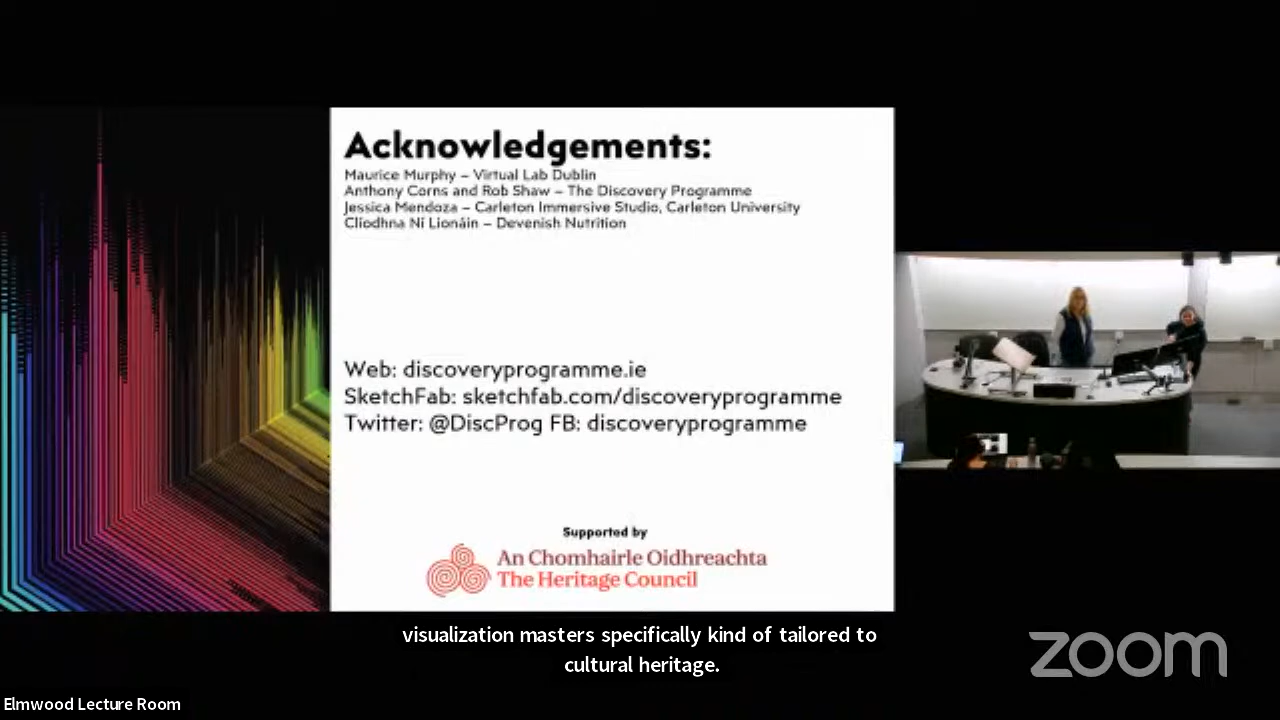 Acknowledgements:
Maurice Murphy – Virtual Lab Dublin
Anthony Corns and Rob Shaw – The Discovery Programme
Jessica Mendoza – Carleton Immersive Studio, Carleton University
Clíodhna Ní Lionáin – Devenish Nutrition
Web: discoveryprogramme.ie
SketchFab: sketchfab.com/discoveryprogramme
Twitter: @DiscProg FB: discoveryprogramme
Supported by
An Chomhairle Oidhreachta
The Heritage Council
visualization masters specifically kind of tailored to
cultural heritage.
zoom
Elmwood Lecture Room